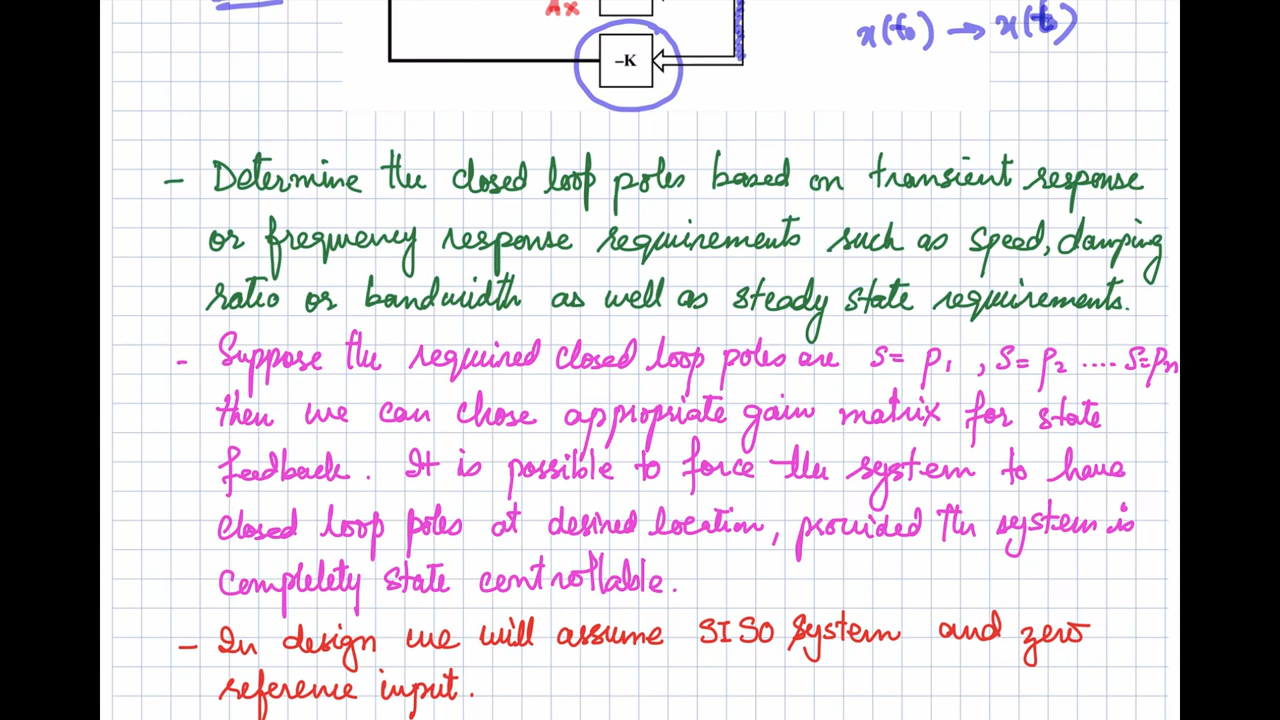 Ax
x(t₀) → x(t₀)
-K
- Determine the closed loop poles based on transient response
or frequency response requirements such as speed, damping
ratio or bandwidth as well as steady state requirements.
- Suppose the required closed loop poles are s= p₁ , s= p₂ .... s=pₙ
then we can chose appropriate gain matrix for state
feedback. It is possible to force the system to have
closed loop poles at desired location, provided the system is
complelety state controllable.
- In design we will assume SISO system and zero
reference input.